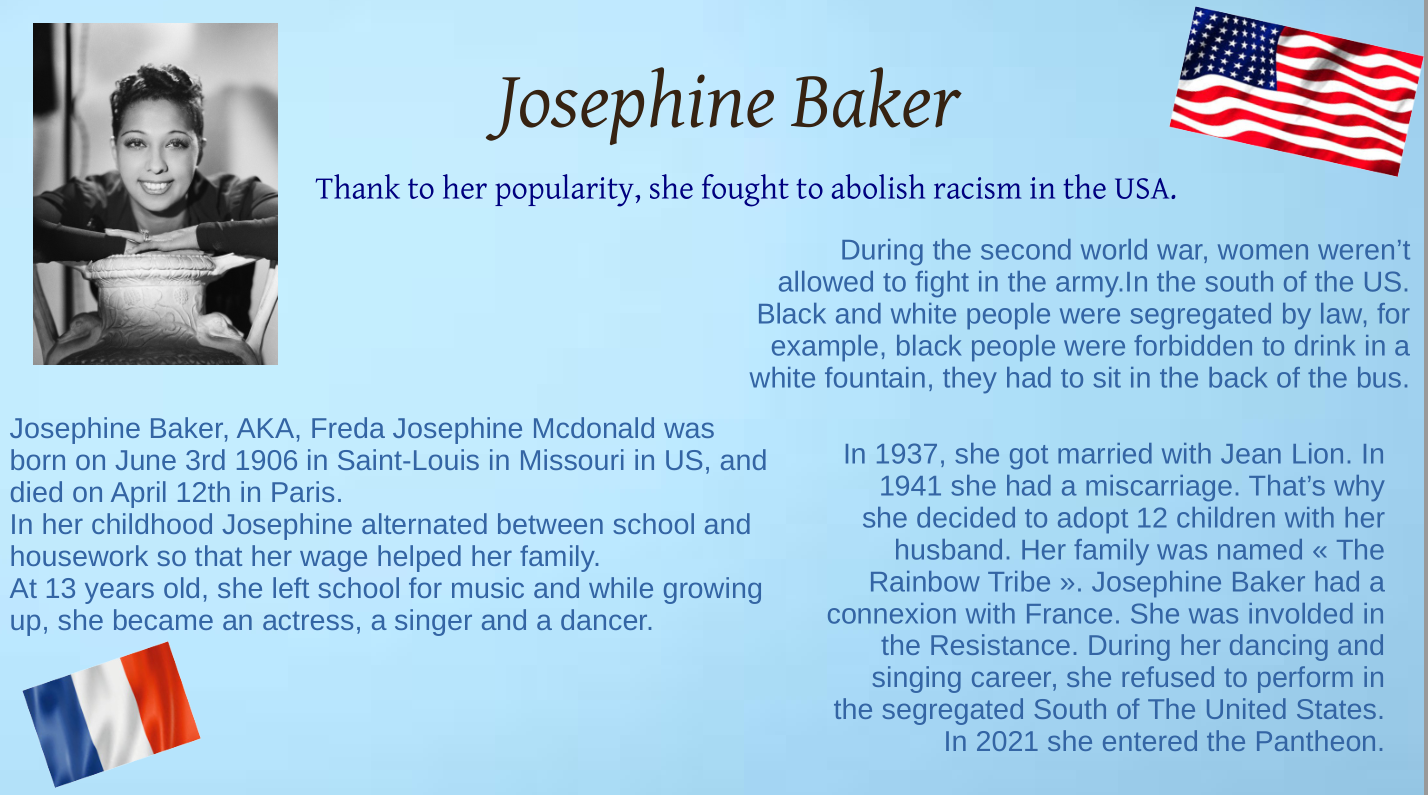 Josephine Baker
Thank to her popularity, she fought to abolish racism in the USA.
During the second world war, women weren’t
allowed to fight in the army.In the south of the US.
Black and white people were segregated by law, for
example, black people were forbidden to drink in a
white fountain, they had to sit in the back of the bus.
Josephine Baker, AKA, Freda Josephine Mcdonald was
born on June 3rd 1906 in Saint-Louis in Missouri in US, and
died on April 12th in Paris.
In her childhood Josephine alternated between school and
housework so that her wage helped her family.
At 13 years old, she left school for music and while growing
up, she became an actress, a singer and a dancer.
In 1937, she got married with Jean Lion. In
1941 she had a miscarriage. That’s why
she decided to adopt 12 children with her
husband. Her family was named « The
Rainbow Tribe ». Josephine Baker had a
connexion with France. She was involded in
the Resistance. During her dancing and
singing career, she refused to perform in
the segregated South of The United States.
In 2021 she entered the Pantheon.